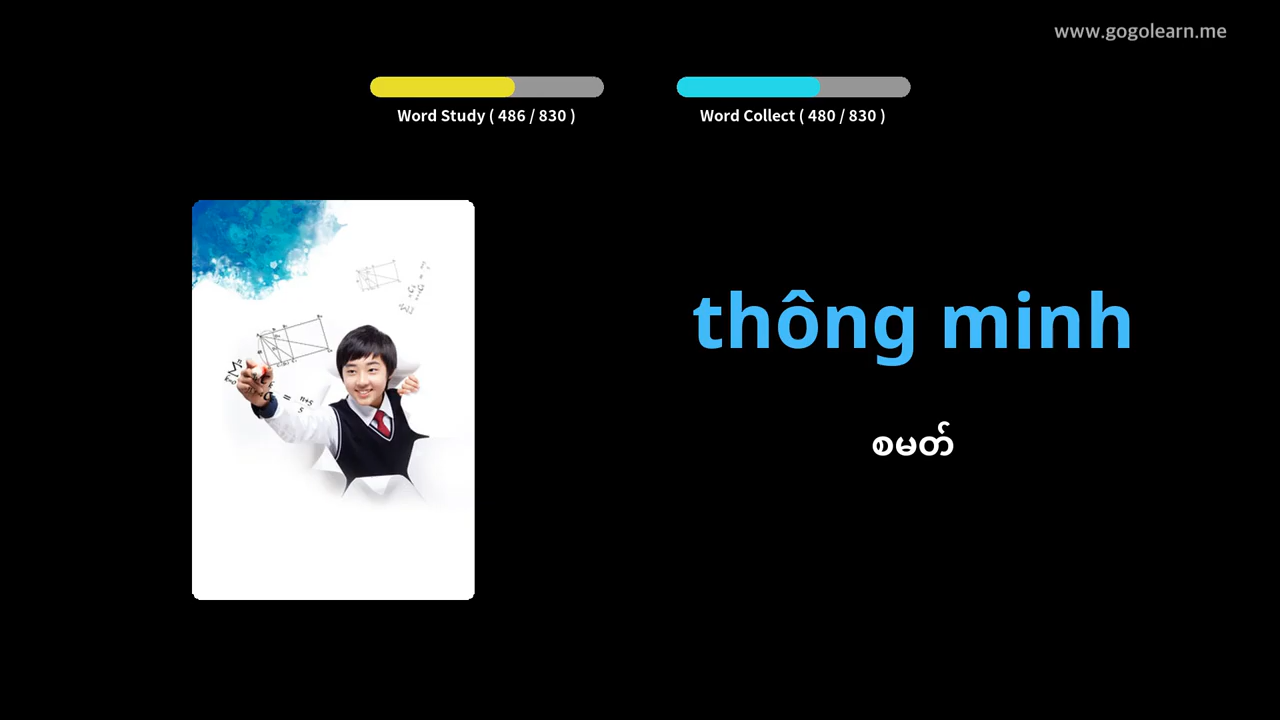 www.gogolearn.me
Word Study ( 486 / 830 )
Word Collect ( 480 / 830 )
thông minh
စမတ်